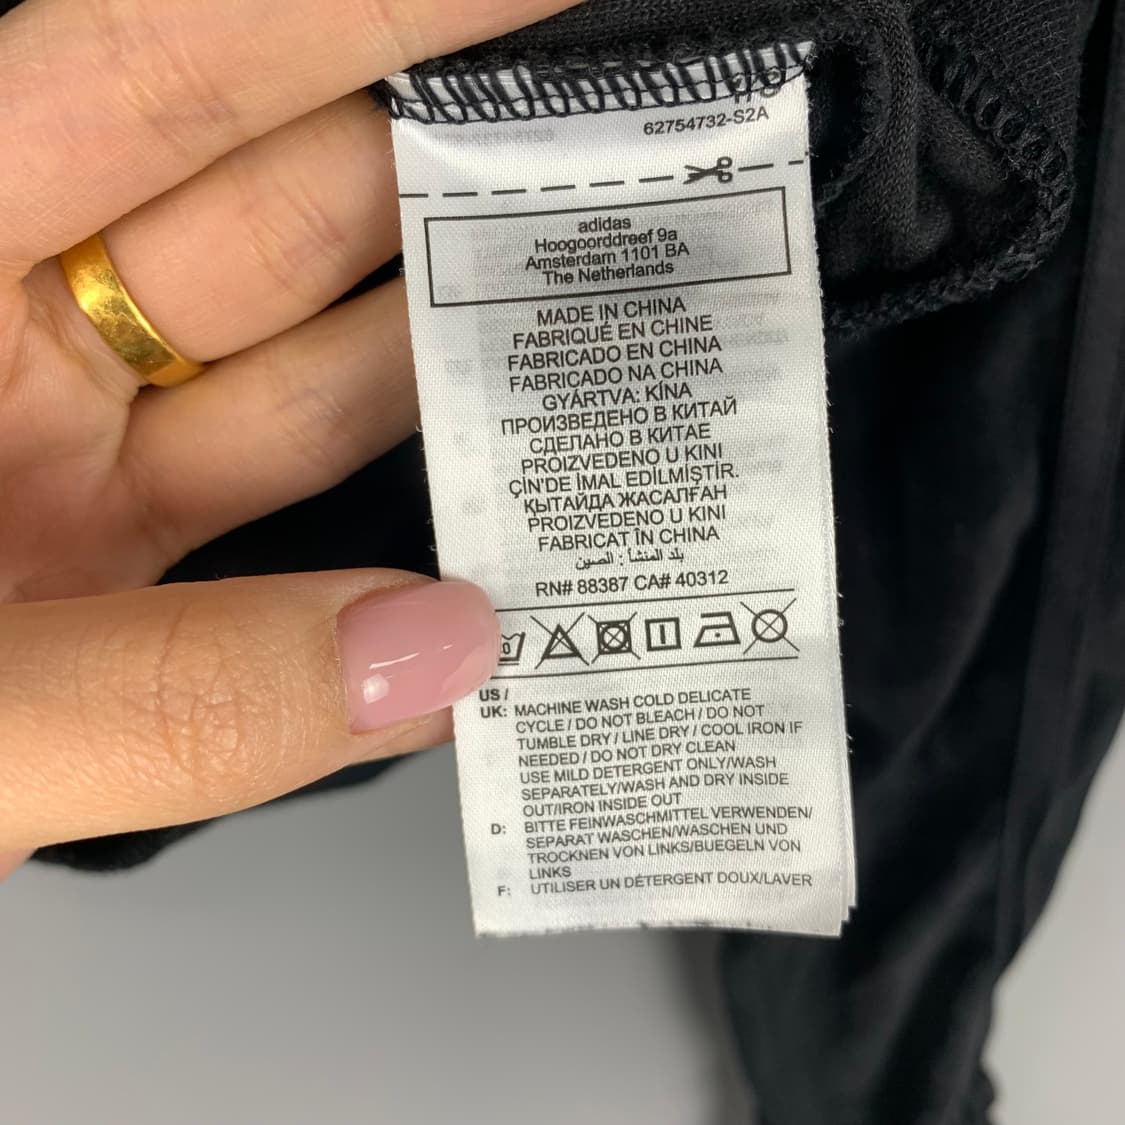 #8
62754732-S2A
adidas
Hoogoorddreef 9a
Amsterdam 1101 BA
The Netherlands
MADE IN CHINA
FABRIQUÉ EN CHINE
FABRICADO EN CHINA
FABRICADO NA CHINA
GYÁRTVA: KÍNA
ПРОИЗВЕДЕНО В КИТАЙ
СДЕЛАНО В КИТАЕ
PROIZVEDENO U KINI
ÇİN'DE İMAL EDİLMİŞTİR.
ҚЫТАЙДА ЖАСАЛҒАН
PROIZVEDENO U KINI
FABRICAT ÎN CHINA
بلد المنشأ : الصين
RN# 88387 CA# 40312
US /
UK: MACHINE WASH COLD DELICATE
CYCLE / DO NOT BLEACH / DO NOT
TUMBLE DRY / LINE DRY / COOL IRON IF
NEEDED / DO NOT DRY CLEAN
USE MILD DETERGENT ONLY/WASH
SEPARATELY/WASH AND DRY INSIDE
OUT/IRON INSIDE OUT
D: BITTE FEINWASCHMITTEL VERWENDEN/
SEPARAT WASCHEN/WASCHEN UND
TROCKNEN VON LINKS/BUEGELN VON
LINKS
F: UTILISER UN DÉTERGENT DOUX/LAVER